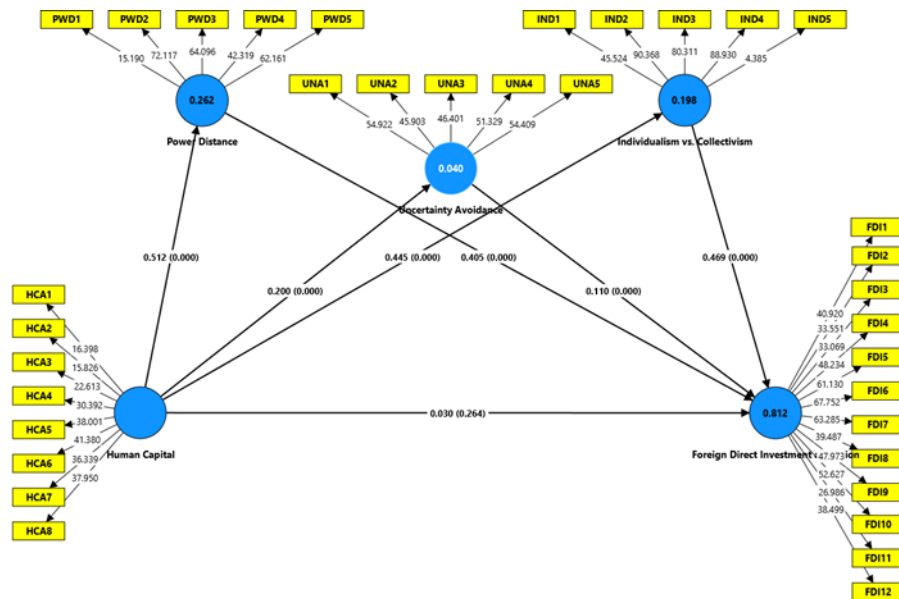 PWD1 PWD2 PWD3 PWD4 PWD5
IND1 IND2 IND3 IND4 IND5
15.190 72.117 64.096 42.319 62.161
45.524 90.368 80.311 88.930 4.385
UNA1 UNA2 UNA3 UNA4 UNA5
0.262
0.198
54.922 45.903 46.401 51.329 54.409
Power Distance
Individualism vs. Collectivism
0.040
Uncertainty Avoidance
0.512 (0.000)
0.445 (0.000)
0.405 (0.000)
0.469 (0.000)
0.200 (0.000)
0.110 (0.000)
HCA1
HCA2
HCA3
HCA4
HCA5
HCA6
HCA7
HCA8
16.398
15.826
22.613
30.392
38.001
41.380
36.339
37.950
Human Capital
0.030 (0.264)
0.812
Foreign Direct Investment
40.920
33.551
33.069
48.234
61.130
67.752
63.285
39.487
47.973
52.627
26.986
38.499
FDI1
FDI2
FDI3
FDI4
FDI5
FDI6
FDI7
FDI8
FDI9
FDI10
FDI11
FDI12